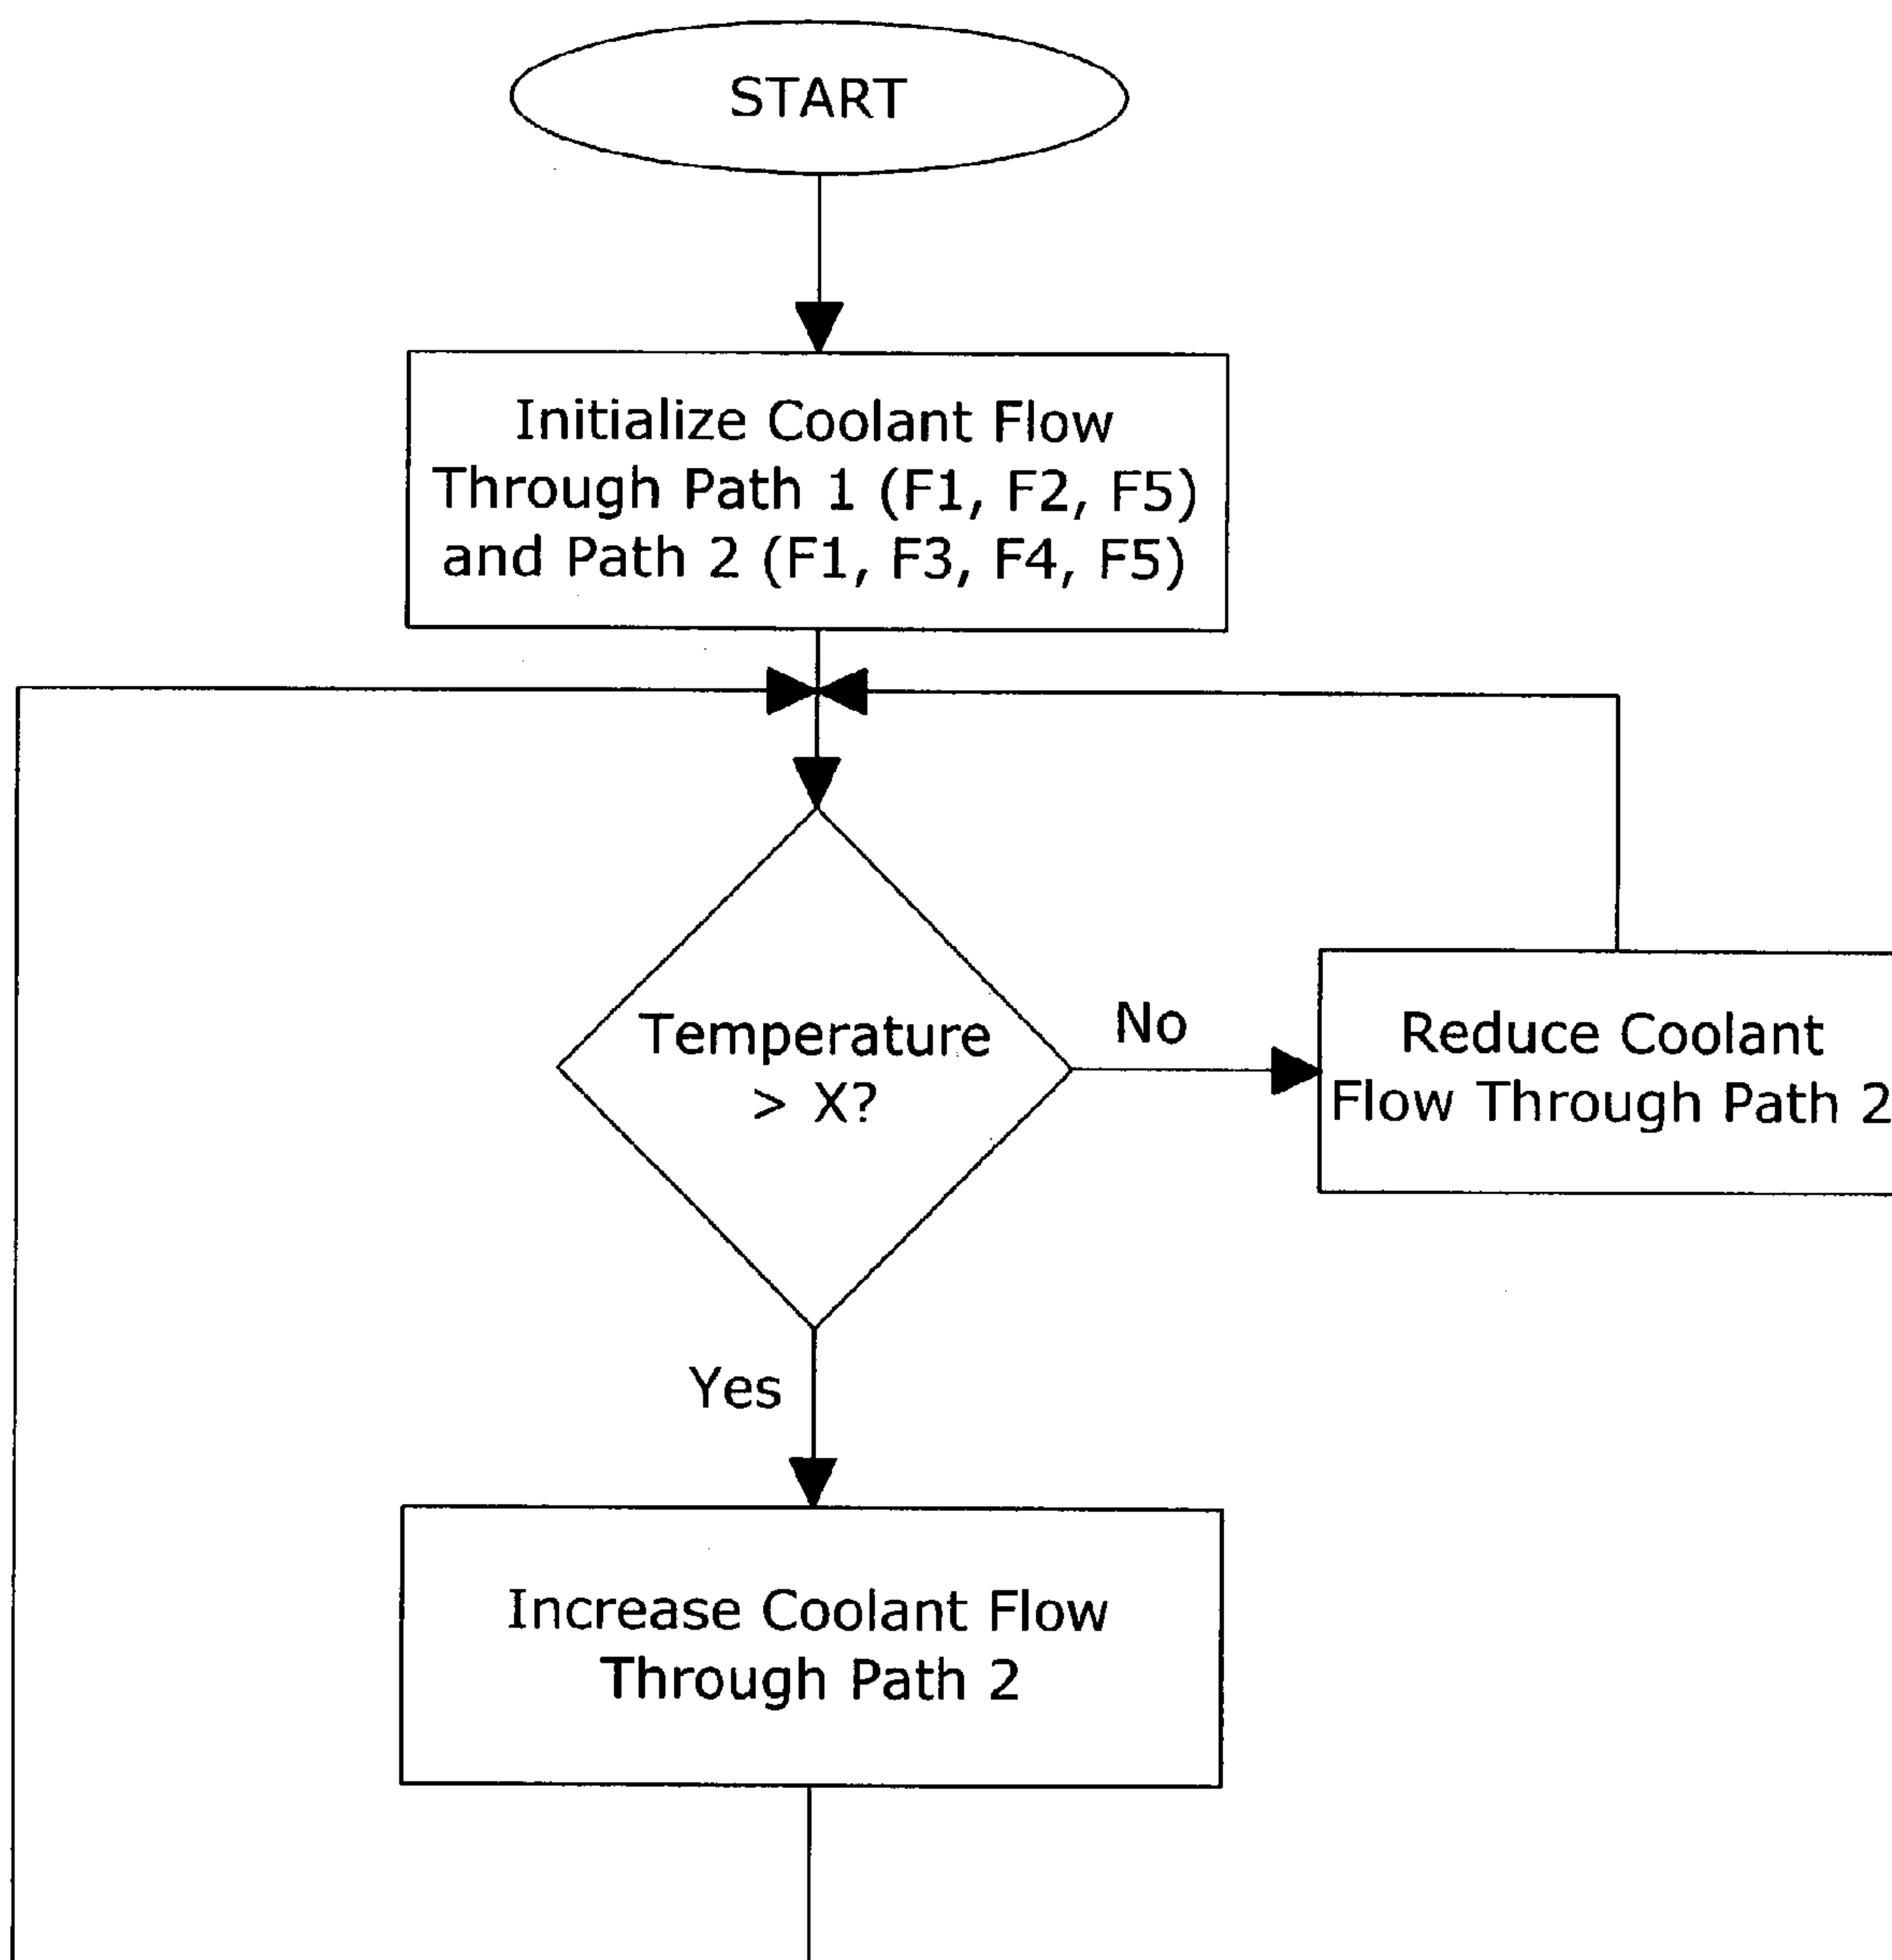 START
Initialize Coolant Flow
Through Path 1 (F1, F2, F5)
and Path 2 (F1, F3, F4, F5)
Temperature
> X?
No
Reduce Coolant
Flow Through Path 2
Yes
Increase Coolant Flow
Through Path 2